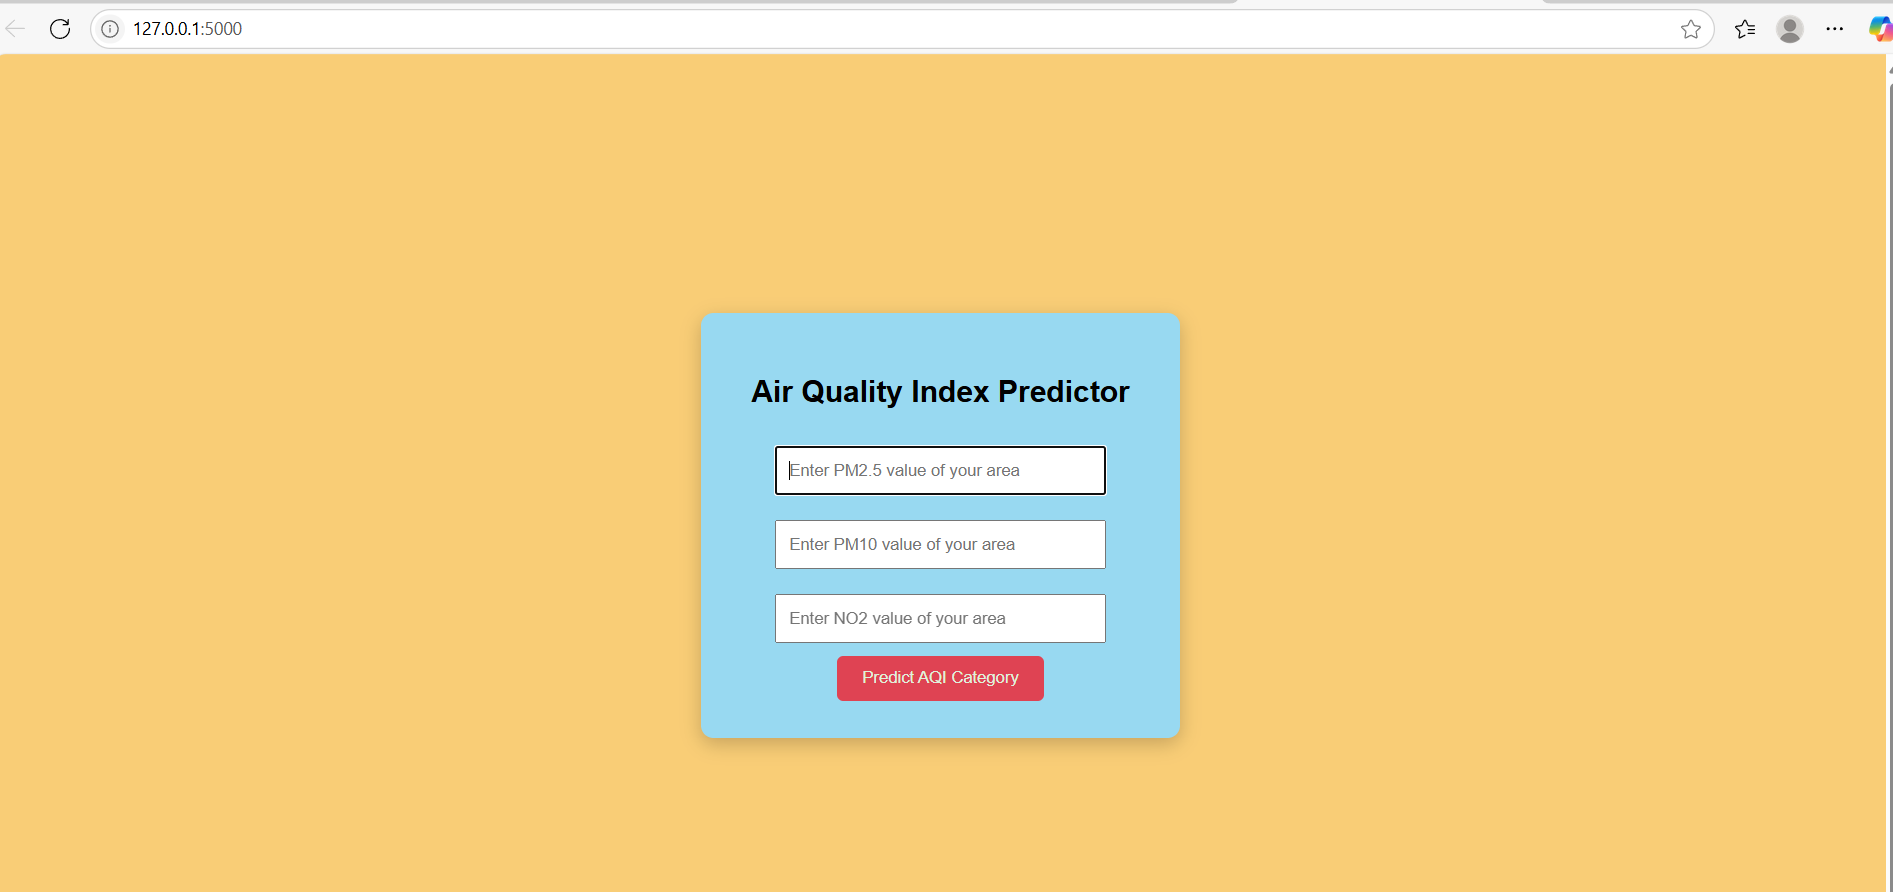 127.0.0.1:5000
Air Quality Index Predictor
Enter PM2.5 value of your area
Enter PM10 value of your area
Enter NO2 value of your area
Predict AQI Category